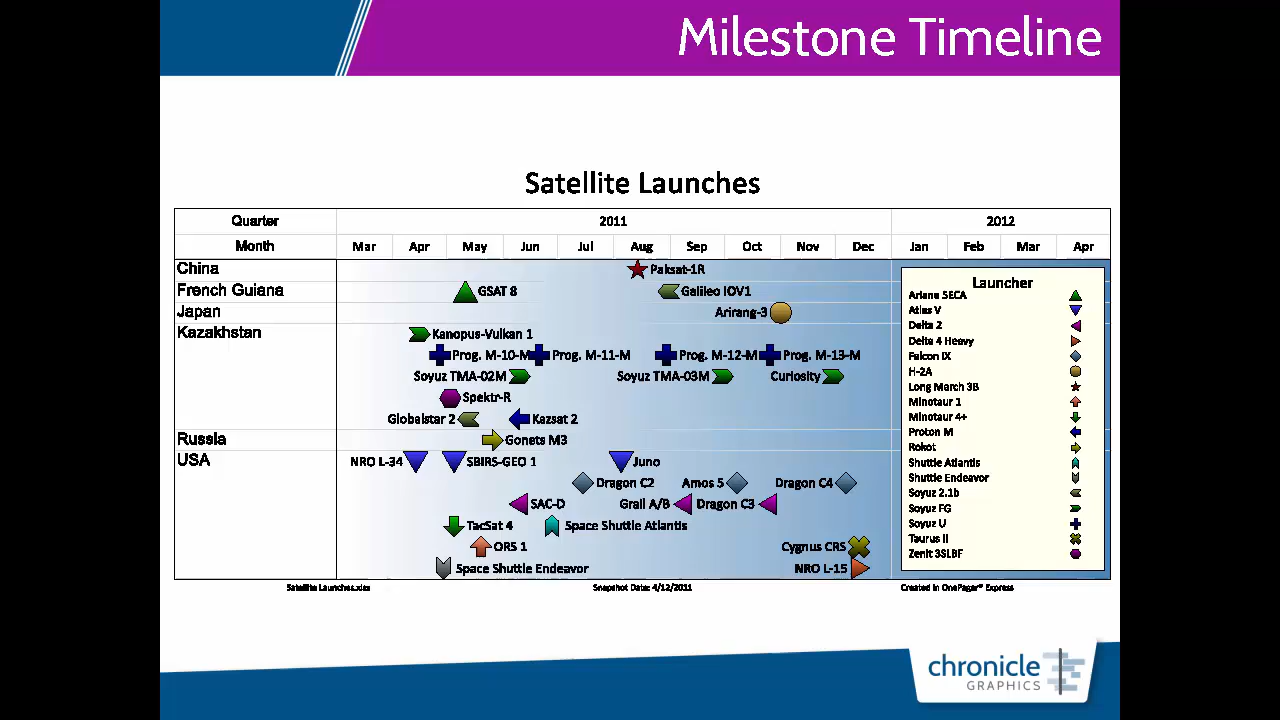 Milestone Timeline
Satellite Launches
Quarter 2011 2012
Month Mar Apr May Jun Jul Aug Sep Oct Nov Dec Jan Feb Mar Apr
China Paksat-1R
French Guiana GSAT 8 Galileo IOV1
Japan Arirang-3
Kazakhstan Kanopus-Vulkan 1
Prog. M-10-M Prog. M-11-M Prog. M-12-M Prog. M-13-M
Soyuz TMA-02M Soyuz TMA-03M Curiosity
Spektr-R
Globalstar 2 Kazsat 2
Russia Gonets M3
USA NRO L-34 SBIRS-GEO 1 Juno
Dragon C2 Amos 5 Dragon C4
SAC-D Grail A/B Dragon C3
TacSat 4 Space Shuttle Atlantis
ORS 1 Cygnus CRS
Space Shuttle Endeavor NRO L-15
Launcher
Ariane 5ECA
Atlas V
Delta 2
Delta 4 Heavy
Falcon IX
H-2A
Long March 3B
Minotaur 1
Minotaur 4+
Proton M
Rokot
Shuttle Atlantis
Shuttle Endeavor
Soyuz 2.1b
Soyuz FG
Soyuz U
Taurus II
Zenit 3SLBF
Satellite Launches.xlsx Snapshot Date: 4/12/2011 Created in OnePager® Express
chronicle
GRAPHICS